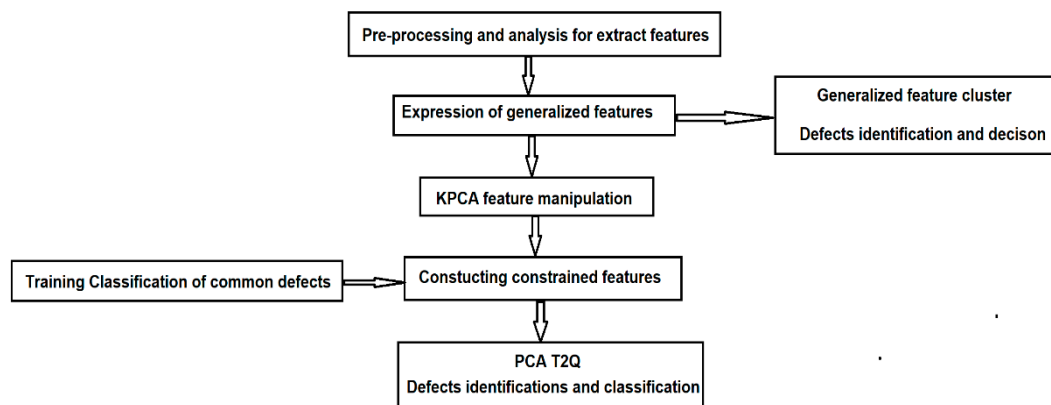 Pre-processing and analysis for extract features
Expression of generalized features
Generalized feature cluster
Defects identification and decison
KPCA feature manipulation
Training Classification of common defects
Constucting constrained features
PCA T2Q
Defects identifications and classification